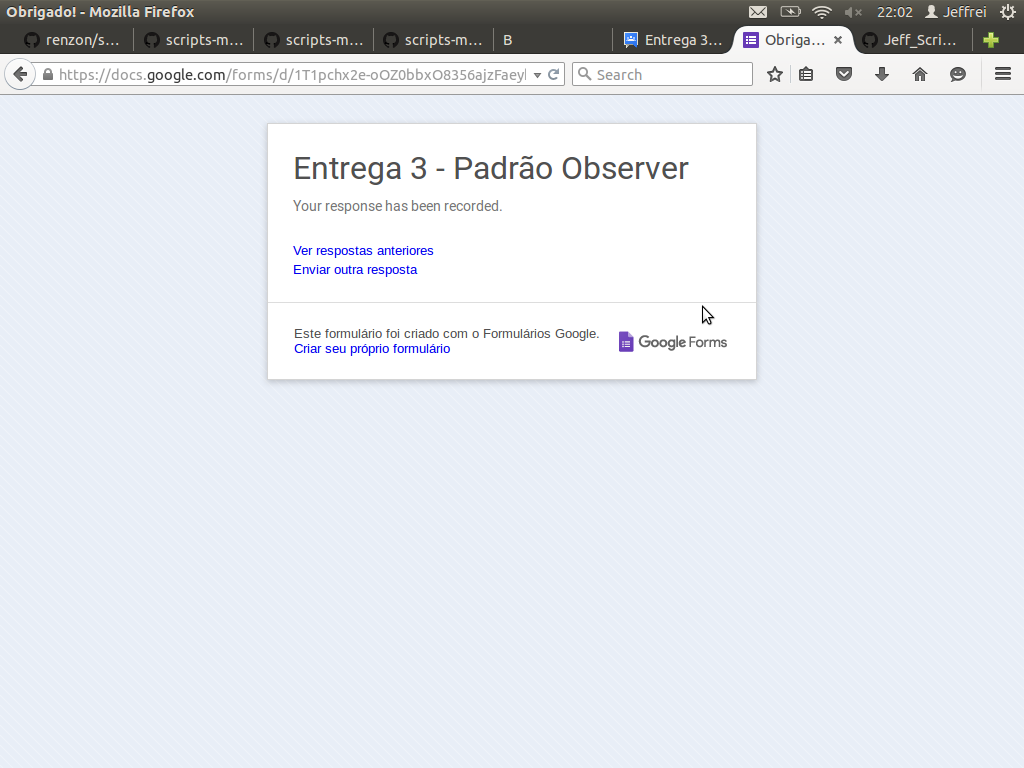 Obrigado! - Mozilla Firefox
22:02
Jeffrei
renzon/s...
scripts-m...
scripts-m...
scripts-m...
B
Entrega 3...
Obriga...
Jeff_Scri...
https://docs.google.com/forms/d/1T1pchx2e-oOZ0bbxO8356ajzFaeyl
Search
Entrega 3 - Padrão Observer
Your response has been recorded.
Ver respostas anteriores
Enviar outra resposta
Este formulário foi criado com o Formulários Google.
Criar seu próprio formulário
Google Forms